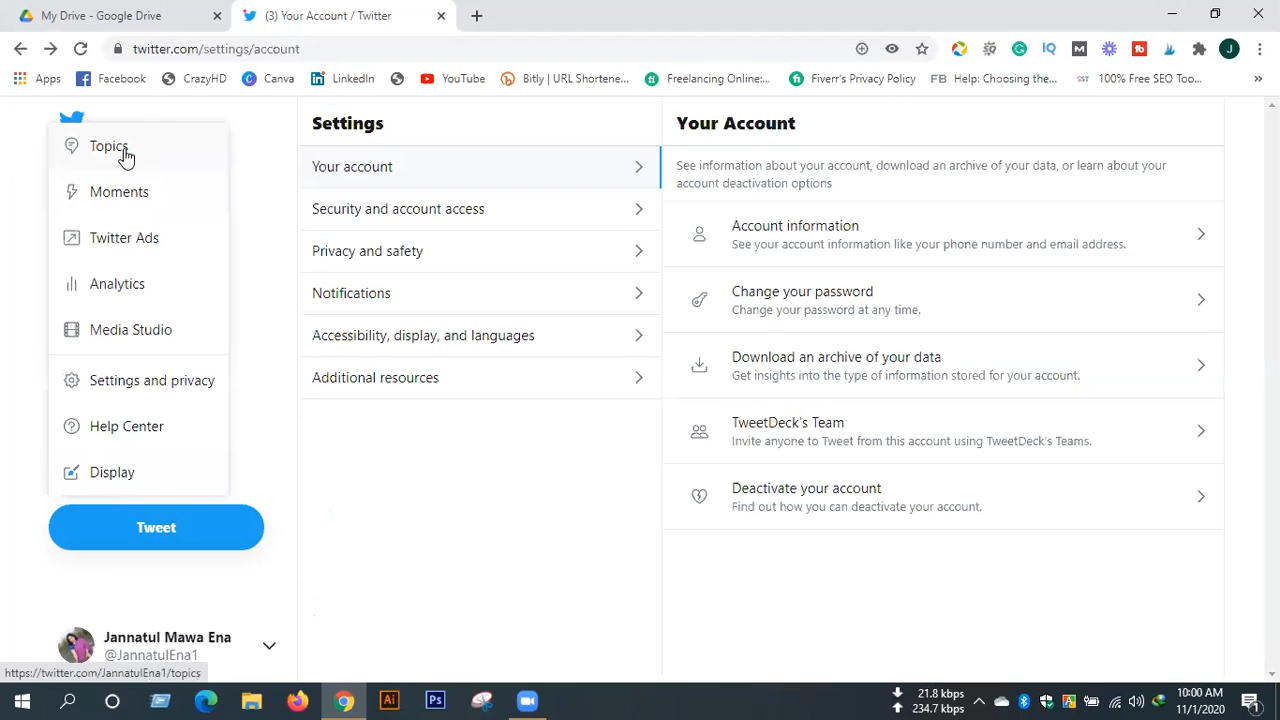 My Drive - Google Drive
(3) Your Account / Twitter
twitter.com/settings/account
Apps
Facebook
CrazyHD
Canva
LinkedIn
YouTube
Bitly | URL Shortene...
Freelancing Online:...
Fiverr's Privacy Policy
FB Help: Choosing the...
SST 100% Free SEO Too...
»
Topics
Moments
Twitter Ads
Analytics
Media Studio
Settings and privacy
Help Center
Display
Tweet
Jannatul Mawa Ena
@JannatulEna1
https://twitter.com/JannatulEna1/topics
Settings
Your account
Security and account access
Privacy and safety
Notifications
Accessibility, display, and languages
Additional resources
Your Account
See information about your account, download an archive of your data, or learn about your
account deactivation options
Account information
See your account information like your phone number and email address.
Change your password
Change your password at any time.
Download an archive of your data
Get insights into the type of information stored for your account.
TweetDeck's Team
Invite anyone to Tweet from this account using TweetDeck's Teams.
Deactivate your account
Find out how you can deactivate your account.
Ai
Ps
21.8 kbps
234.7 kbps
10:00 AM
11/1/2020